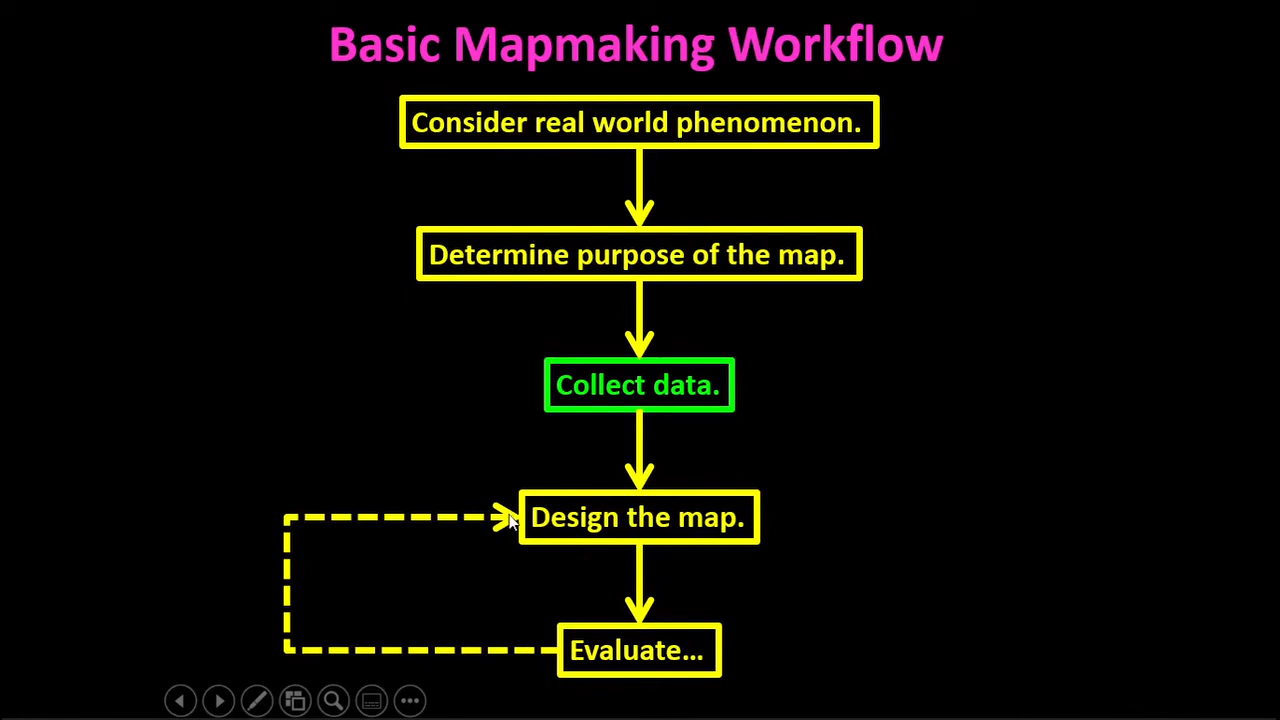 Basic Mapmaking Workflow
Consider real world phenomenon.
Determine purpose of the map.
Collect data.
Design the map.
Evaluate...